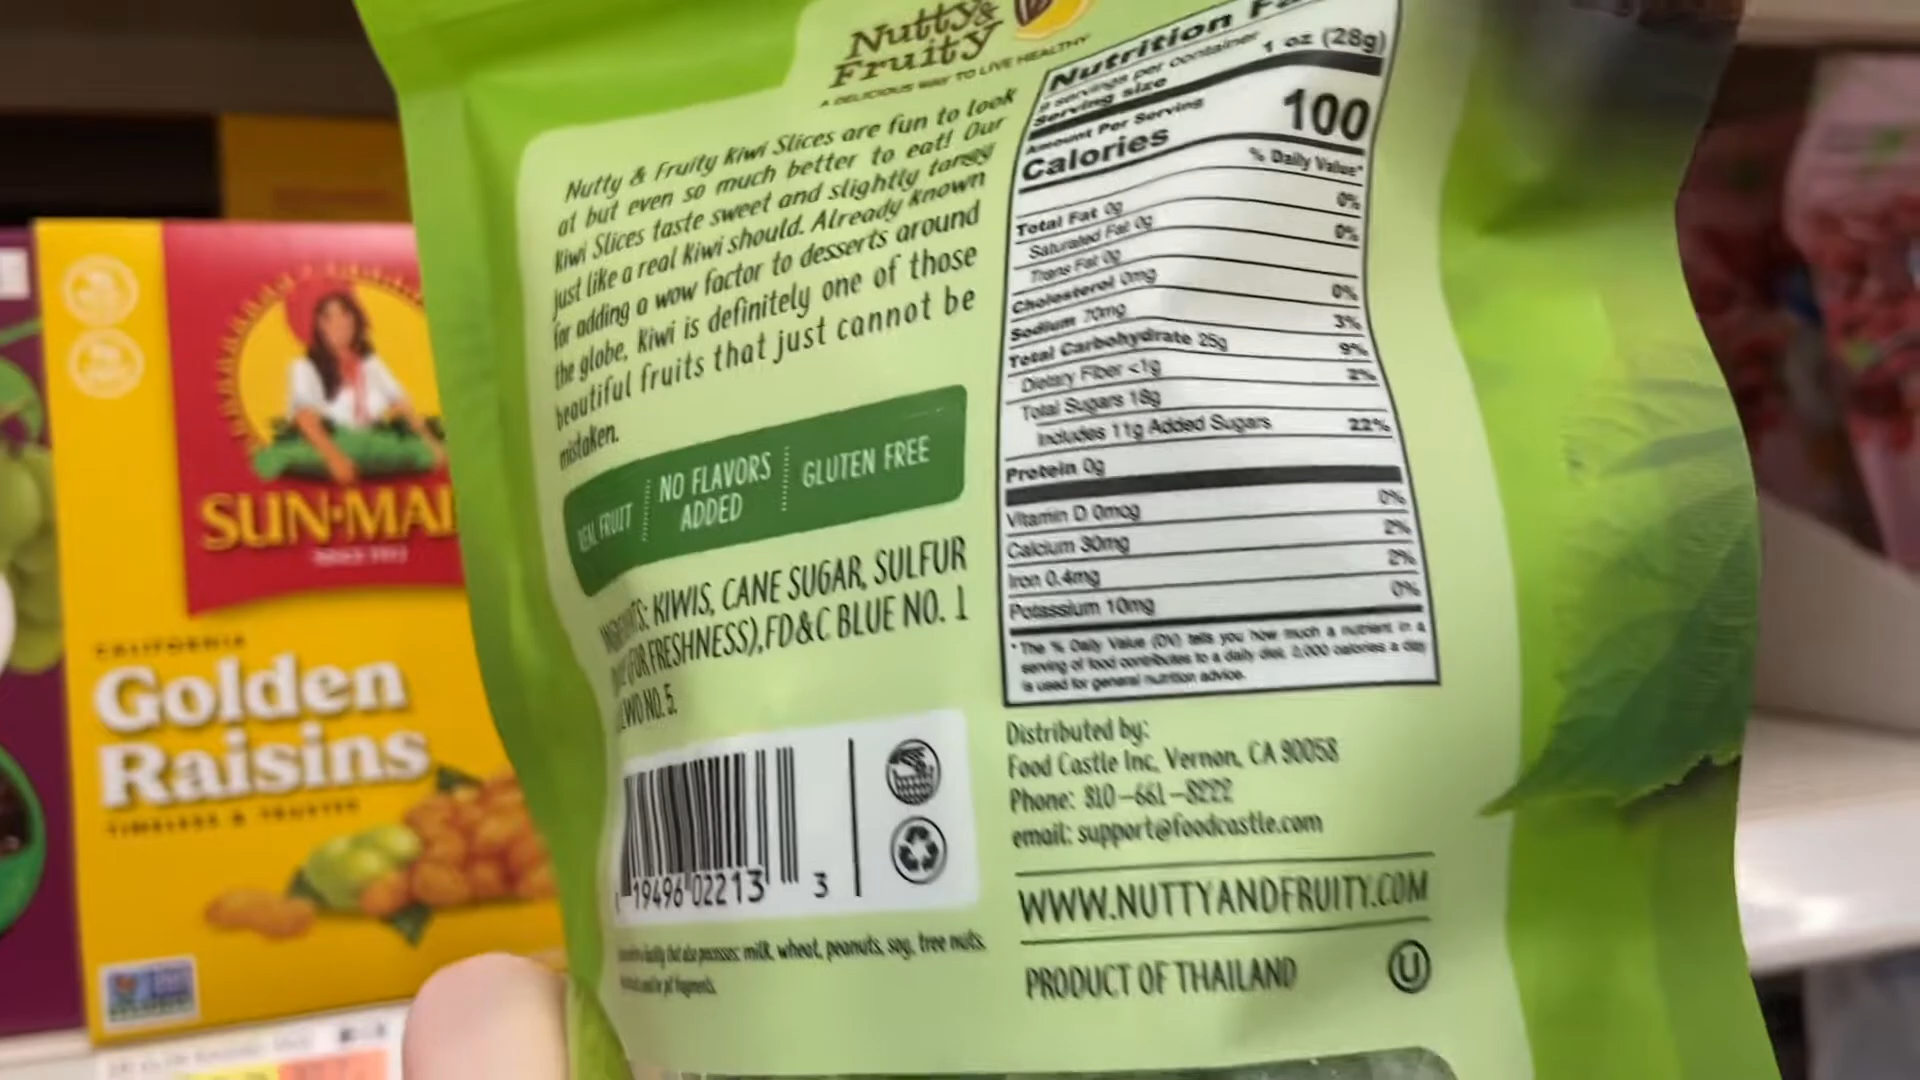 Nutty &
Fruity
A DELICIOUS WAY TO LIVE HEALTHY
Nutty & Fruity Kiwi Slices are fun to look
at but even so much better to eat! Our
Kiwi Slices taste sweet and slightly tangy
just like a real Kiwi should. Already known
for adding a wow factor to desserts around
the globe, Kiwi is definitely one of those
beautiful fruits that just cannot be
mistaken.
REAL FRUIT
NO FLAVORS
ADDED
GLUTEN FREE
KIWIS, CANE SUGAR, SULFUR
(FOR FRESHNESS), FD&C BLUE NO. 1
NO. 5.
19496 02213 3
facility that also processes: milk, wheat, peanuts, soy, tree nuts.
pit fragments.
Nutrition
servings per container
Serving size 1 oz (28g)
Amount Per Serving
Calories 100
% Daily Value*
Total Fat 0g 0%
Saturated Fat 0g 0%
Trans Fat 0g
Cholesterol 0mg 0%
Sodium 70mg 3%
Total Carbohydrate 25g 9%
Dietary Fiber <1g 2%
Total Sugars 18g
Includes 11g Added Sugars 22%
Protein 0g
Vitamin D 0mcg 0%
Calcium 30mg 2%
Iron 0.4mg 2%
Potassium 10mg 0%
*The % Daily Value (DV) tells you how much a nutrient in a
serving of food contributes to a daily diet. 2,000 calories a day
is used for general nutrition advice.
Distributed by:
Food Castle Inc, Vernon, CA 90058
Phone: 310-661-8222
email: support@foodcastle.com
WWW.NUTTYANDFRUITY.COM
PRODUCT OF THAILAND
U
SUN-MAI
SINCE 1912
CALIFORNIA
Golden
Raisins
TIMELESS & TRUSTED